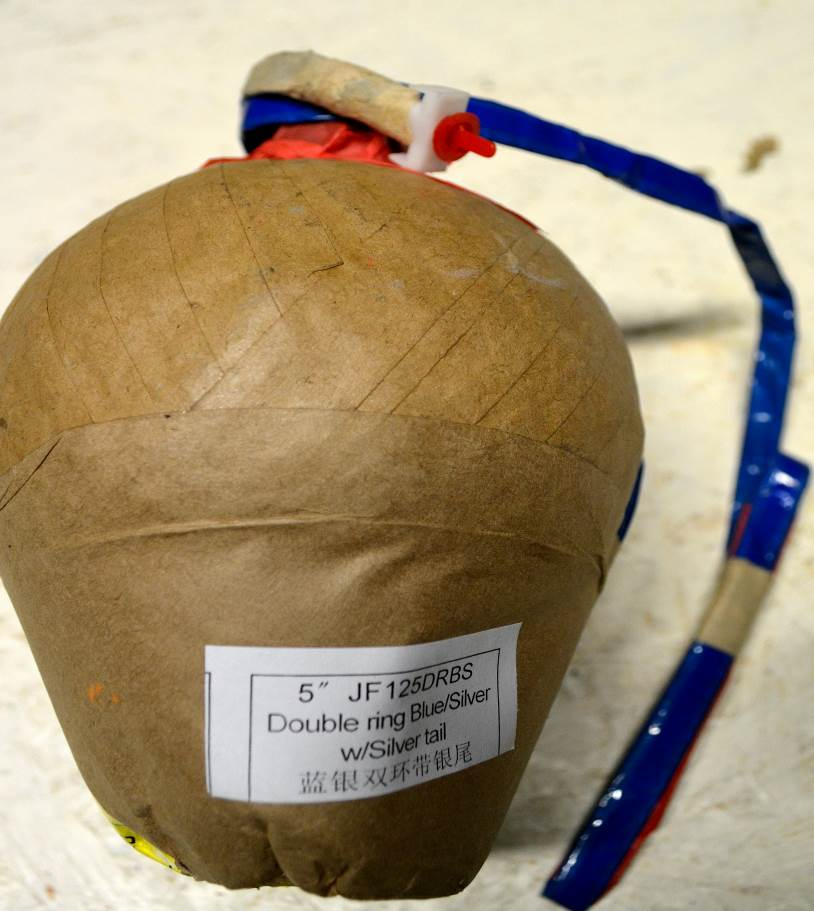 5″ JF125DRBS
Double ring Blue/Silver
w/Silver tail
蓝银双环带银尾